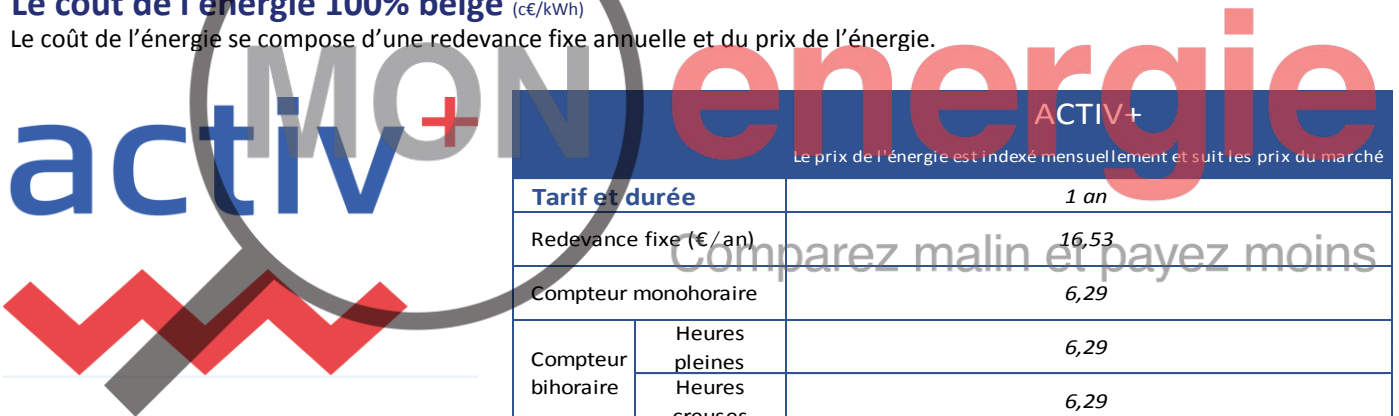 Le coût de l'énergie 100% belge (c€/kWh)
Le coût de l’énergie se compose d’une redevance fixe annuelle et du prix de l’énergie.
MON energie
activ+
ACTIV+
Le prix de l'énergie est indexé mensuellement et suit les prix du marché
Tarif et durée 1 an
Redevance fixe (€/an) 16,53
Comparez malin et payez moins
Compteur monohoraire 6,29
Compteur bihoraire
Heures pleines 6,29
Heures creuses 6,29